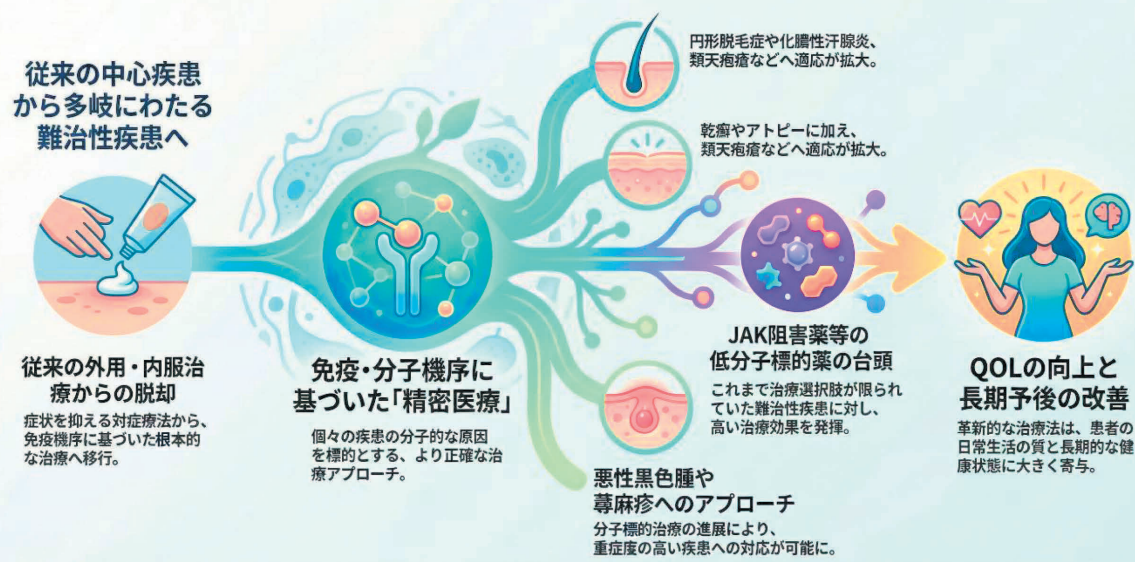 従来の中心疾患
から多岐にわたる
難治性疾患へ
従来の外用・内服治
療からの脱却
症状を抑える対症療法から、
免疫機序に基づいた根本的
な治療へ移行。
免疫・分子機序に
基づいた「精密医療」
個々の疾患の分子的な原因
を標的とする、より正確な治
療アプローチ。
円形脱毛症や化膿性汗腺炎、
類天疱瘡などへ適応が拡大。
乾癬やアトピーに加え、
類天疱瘡などへ適応が拡大。
悪性黒色腫や
蕁麻疹へのアプローチ
分子標的治療の進展により、
重症度の高い疾患への対応が可能に。
JAK阻害薬等の
低分子標的薬の台頭
これまで治療選択肢が限られ
ていた難治性疾患に対し、
高い治療効果を発揮。
QOLの向上と
長期予後の改善
革新的な治療法は、患者の
日常生活の質と長期的な健
康状態に大きく寄与。